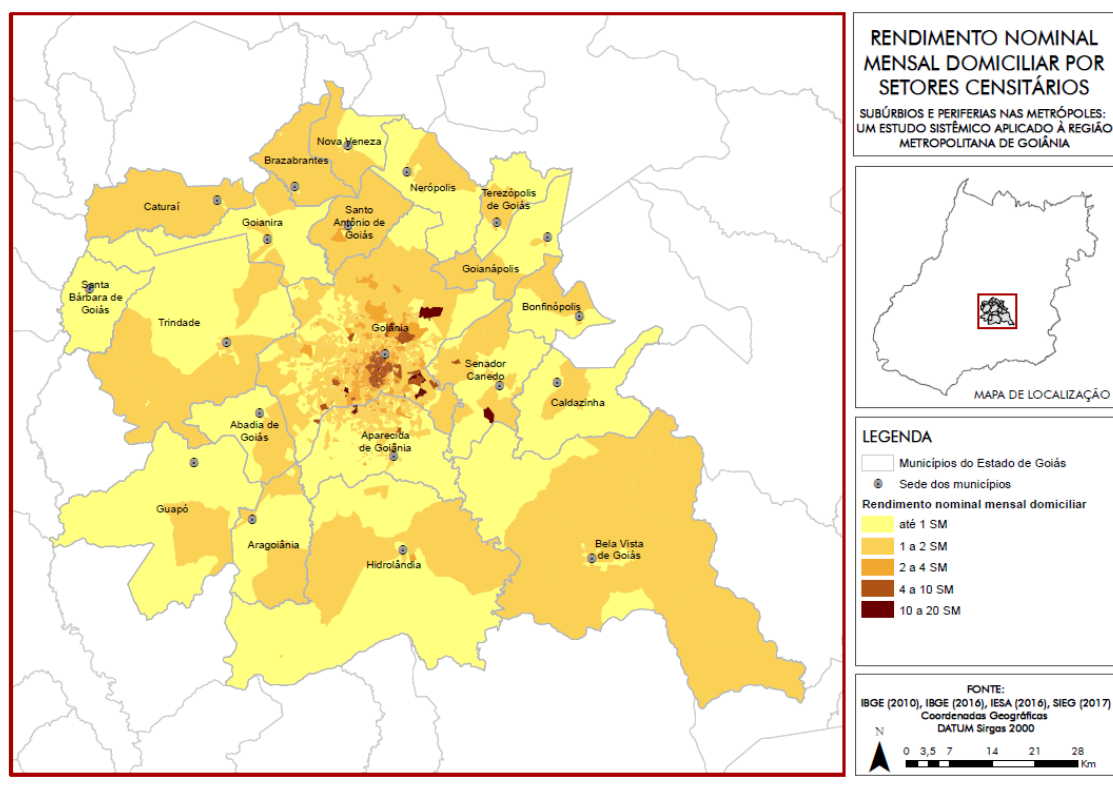 Nova Veneza
Brazabrantes
Nerópolis
Terezópolis
de Goiás
Caturaí
Santo
Antônio de
Goiás
Goianira
Goianápolis
Santa
Bárbara de
Goiás
Bonfinópolis
Trindade
Goiânia
Senador
Canedo
Caldazinha
Abadia de
Goiás
Aparecida
de Goiânia
Guapó
Aragoiânia
Hidrolândia
Bela Vista
de Goiás
RENDIMENTO NOMINAL
MENSAL DOMICILIAR POR
SETORES CENSITÁRIOS
SUBÚRBIOS E PERIFERIAS NAS METRÓPOLES:
UM ESTUDO SISTÊMICO APLICADO À REGIÃO
METROPOLITANA DE GOIÂNIA
MAPA DE LOCALIZAÇÃO
LEGENDA
Municípios do Estado de Goiás
Sede dos municípios
Rendimento nominal mensal domiciliar
até 1 SM
1 a 2 SM
2 a 4 SM
4 a 10 SM
10 a 20 SM
FONTE:
IBGE (2010), IBGE (2016), IESA (2016), SIEG (2017)
Coordenadas Geográficas
DATUM Sirgas 2000
N
0 3,5 7 14 21 28
Km